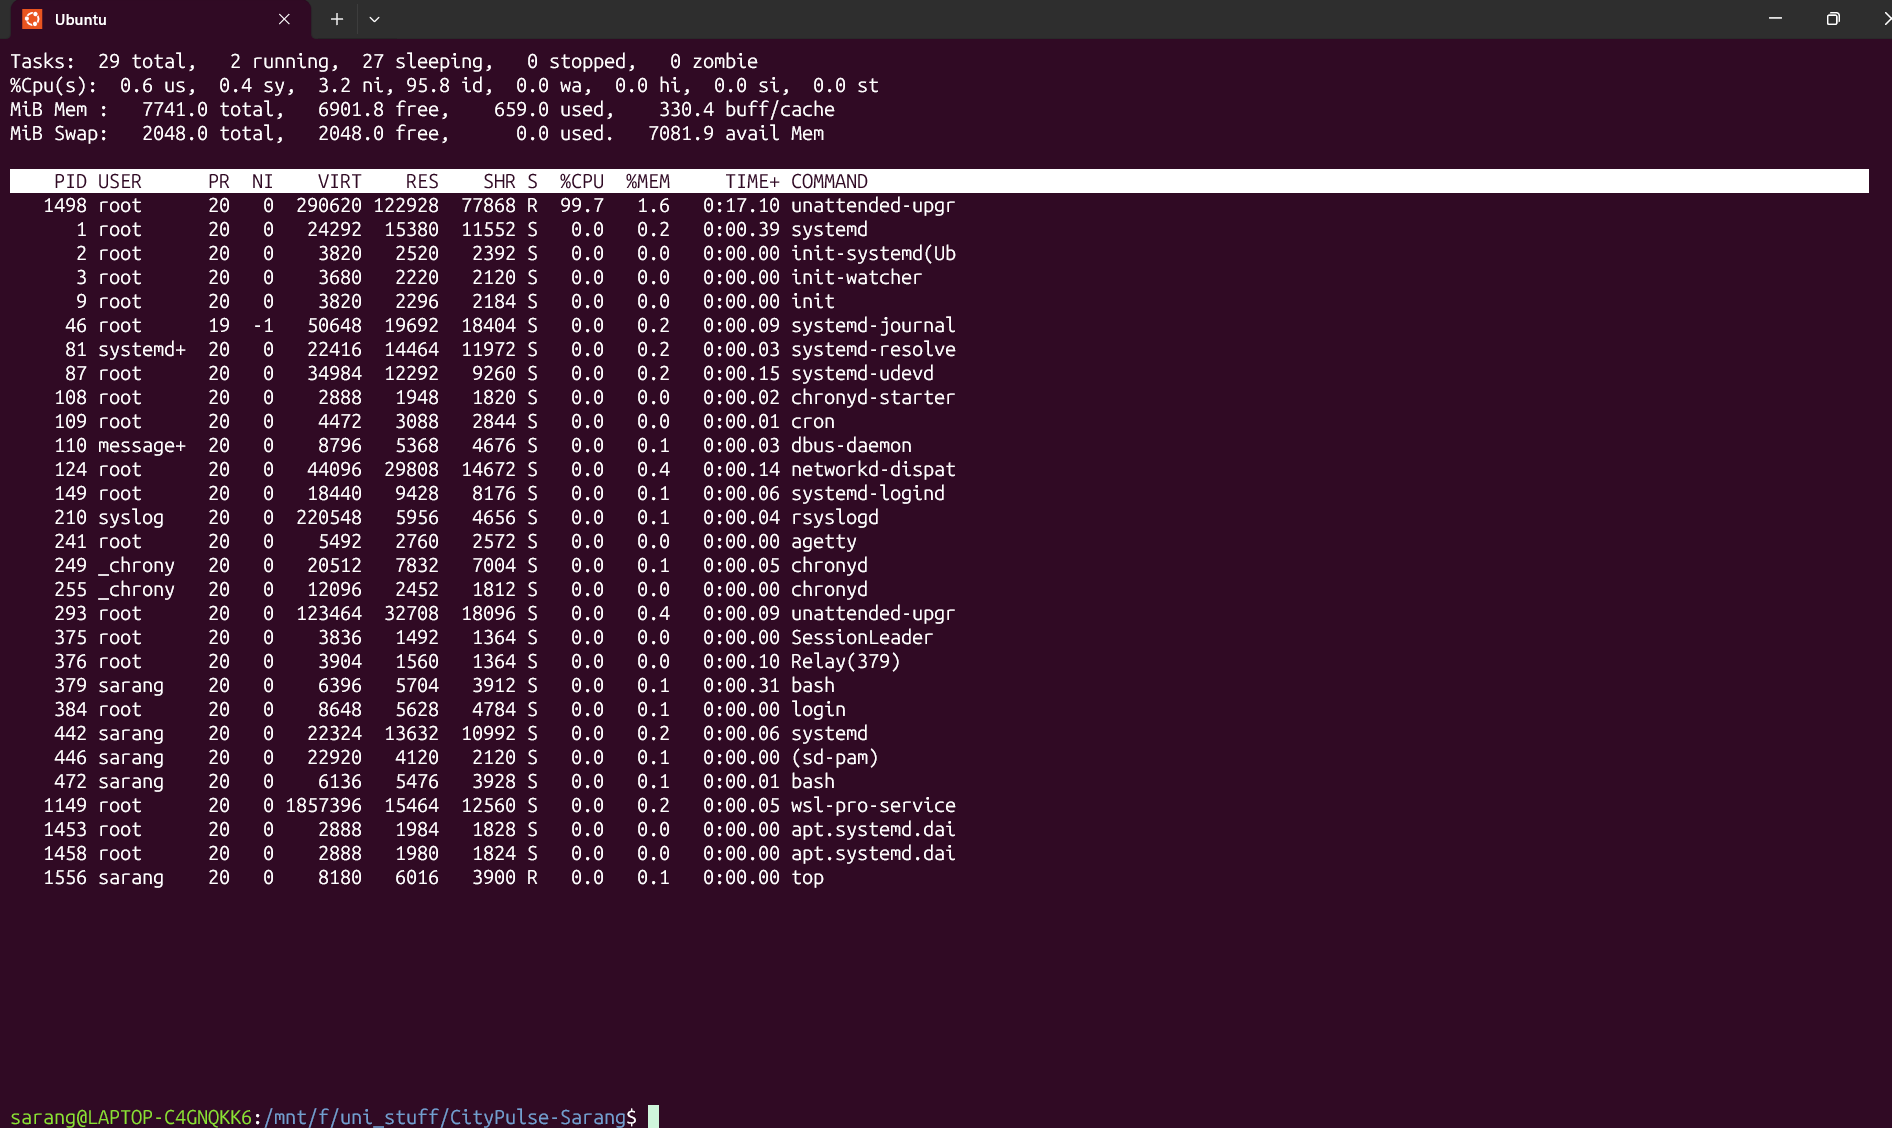 Ubuntu
Tasks:  29 total,   2 running,  27 sleeping,   0 stopped,   0 zombie
%Cpu(s):  0.6 us,  0.4 sy,  3.2 ni, 95.8 id,  0.0 wa,  0.0 hi,  0.0 si,  0.0 st
MiB Mem :   7741.0 total,   6901.8 free,    659.0 used,    330.4 buff/cache
MiB Swap:   2048.0 total,   2048.0 free,      0.0 used.   7081.9 avail Mem
    PID USER      PR  NI    VIRT    RES    SHR S  %CPU  %MEM     TIME+ COMMAND
   1498 root      20   0  290620 122928  77868 R  99.7   1.6   0:17.10 unattended-upgr
      1 root      20   0   24292  15380  11552 S   0.0   0.2   0:00.39 systemd
      2 root      20   0    3820   2520   2392 S   0.0   0.0   0:00.00 init-systemd(Ub
      3 root      20   0    3680   2220   2120 S   0.0   0.0   0:00.00 init-watcher
      9 root      20   0    3820   2296   2184 S   0.0   0.0   0:00.00 init
     46 root      19  -1   50648  19692  18404 S   0.0   0.2   0:00.09 systemd-journal
     81 systemd+  20   0   22416  14464  11972 S   0.0   0.2   0:00.03 systemd-resolve
     87 root      20   0   34984  12292   9260 S   0.0   0.2   0:00.15 systemd-udevd
    108 root      20   0    2888   1948   1820 S   0.0   0.0   0:00.02 chronyd-starter
    109 root      20   0    4472   3088   2844 S   0.0   0.0   0:00.01 cron
    110 message+  20   0    8796   5368   4676 S   0.0   0.1   0:00.03 dbus-daemon
    124 root      20   0   44096  29808  14672 S   0.0   0.4   0:00.14 networkd-dispat
    149 root      20   0   18440   9428   8176 S   0.0   0.1   0:00.06 systemd-logind
    210 syslog    20   0  220548   5956   4656 S   0.0   0.1   0:00.04 rsyslogd
    241 root      20   0    5492   2760   2572 S   0.0   0.0   0:00.00 agetty
    249 _chrony   20   0   20512   7832   7004 S   0.0   0.1   0:00.05 chronyd
    255 _chrony   20   0   12096   2452   1812 S   0.0   0.0   0:00.00 chronyd
    293 root      20   0  123464  32708  18096 S   0.0   0.4   0:00.09 unattended-upgr
    375 root      20   0    3836   1492   1364 S   0.0   0.0   0:00.00 SessionLeader
    376 root      20   0    3904   1560   1364 S   0.0   0.0   0:00.10 Relay(379)
    379 sarang    20   0    6396   5704   3912 S   0.0   0.1   0:00.31 bash
    384 root      20   0    8648   5628   4784 S   0.0   0.1   0:00.00 login
    442 sarang    20   0   22324  13632  10992 S   0.0   0.2   0:00.06 systemd
    446 sarang    20   0   22920   4120   2120 S   0.0   0.1   0:00.00 (sd-pam)
    472 sarang    20   0    6136   5476   3928 S   0.0   0.1   0:00.01 bash
   1149 root      20   0 1857396  15464  12560 S   0.0   0.2   0:00.05 wsl-pro-service
   1453 root      20   0    2888   1984   1828 S   0.0   0.0   0:00.00 apt.systemd.dai
   1458 root      20   0    2888   1980   1824 S   0.0   0.0   0:00.00 apt.systemd.dai
   1556 sarang    20   0    8180   6016   3900 R   0.0   0.1   0:00.00 top
sarang@LAPTOP-C4GNQKK6:/mnt/f/uni_stuff/CityPulse-Sarang$